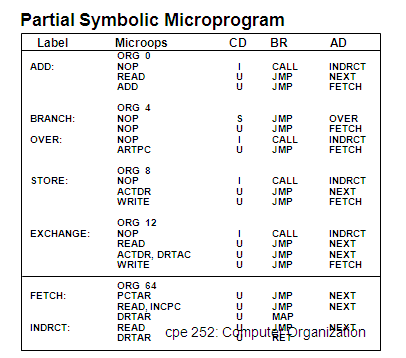 Partial Symbolic Microprogram
Label Microops CD BR AD
ORG 0
ADD: NOP I CALL INDRCT
READ U JMP NEXT
ADD U JMP FETCH
ORG 4
BRANCH: NOP S JMP OVER
NOP U JMP FETCH
OVER: NOP I CALL INDRCT
ARTPC U JMP FETCH
ORG 8
STORE: NOP I CALL INDRCT
ACTDR U JMP NEXT
WRITE U JMP FETCH
ORG 12
EXCHANGE: NOP I CALL INDRCT
READ U JMP NEXT
ACTDR, DRTAC U JMP NEXT
WRITE U JMP FETCH
ORG 64
FETCH: PCTAR U JMP NEXT
READ, INCPC U JMP NEXT
DRTAR U MAP
INDRCT: READ U JMP NEXT
cpe 252: Computer Organization
DRTAR U RET